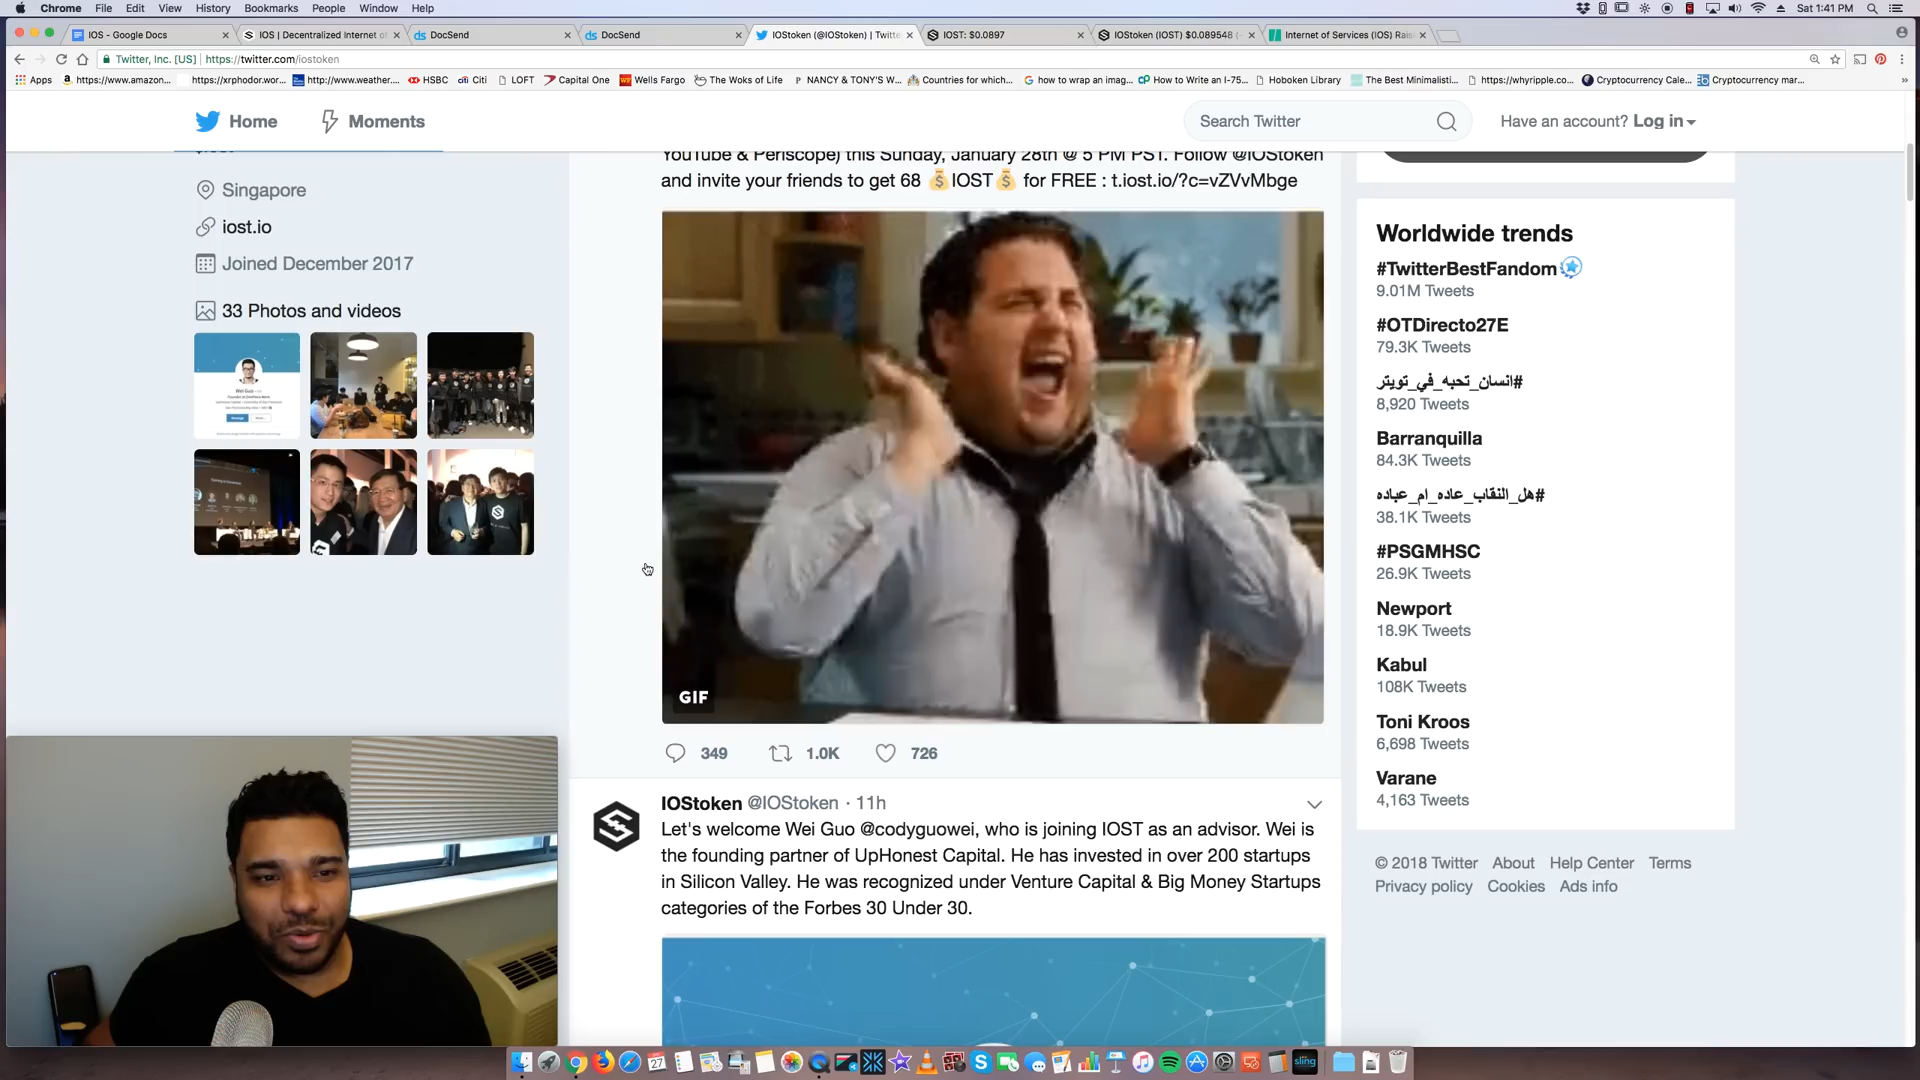 Chrome File Edit View History Bookmarks People Window Help
Sat 1:41 PM
IOS - Google Docs
IOS | Decentralized Internet of
DocSend
DocSend
IOStoken (@IOStoken) | Twitte
IOST: $0.0897
IOStoken (IOST) $0.089548 (
Internet of Services (IOS) Rais
Twitter, Inc. [US] https://twitter.com/iostoken
Apps https://www.amazon... https://xrphodor.wor... http://www.weather.... HSBC citi Citi LOFT Capital One Wells Fargo The Woks of Life NANCY & TONY'S W... Countries for which... how to wrap an imag... How to Write an I-75... Hoboken Library The Best Minimalisti... https://whyripple.co... Cryptocurrency Cale... Cryptocurrency mar...
Home
Moments
Search Twitter
Have an account? Log in
Singapore
iost.io
Joined December 2017
33 Photos and videos
Wei Guo
YouTube & Periscope) this Sunday, January 28th @ 5 PM PST. Follow @IOStoken
and invite your friends to get 68 💰IOST💰 for FREE : t.iost.io/?c=vZVvMbge
GIF
349 1.0K 726
IOStoken @IOStoken · 11h
Let's welcome Wei Guo @codyguowei, who is joining IOST as an advisor. Wei is
the founding partner of UpHonest Capital. He has invested in over 200 startups
in Silicon Valley. He was recognized under Venture Capital & Big Money Startups
categories of the Forbes 30 Under 30.
Worldwide trends
#TwitterBestFandom
9.01M Tweets
#OTDirecto27E
79.3K Tweets
#انسان_تحبه_في_تويتر
8,920 Tweets
Barranquilla
84.3K Tweets
#هل_النقاب_عاده_ام_عباده
38.1K Tweets
#PSGMHSC
26.9K Tweets
Newport
18.9K Tweets
Kabul
108K Tweets
Toni Kroos
6,698 Tweets
Varane
4,163 Tweets
© 2018 Twitter About Help Center Terms
Privacy policy Cookies Ads info
27
sling